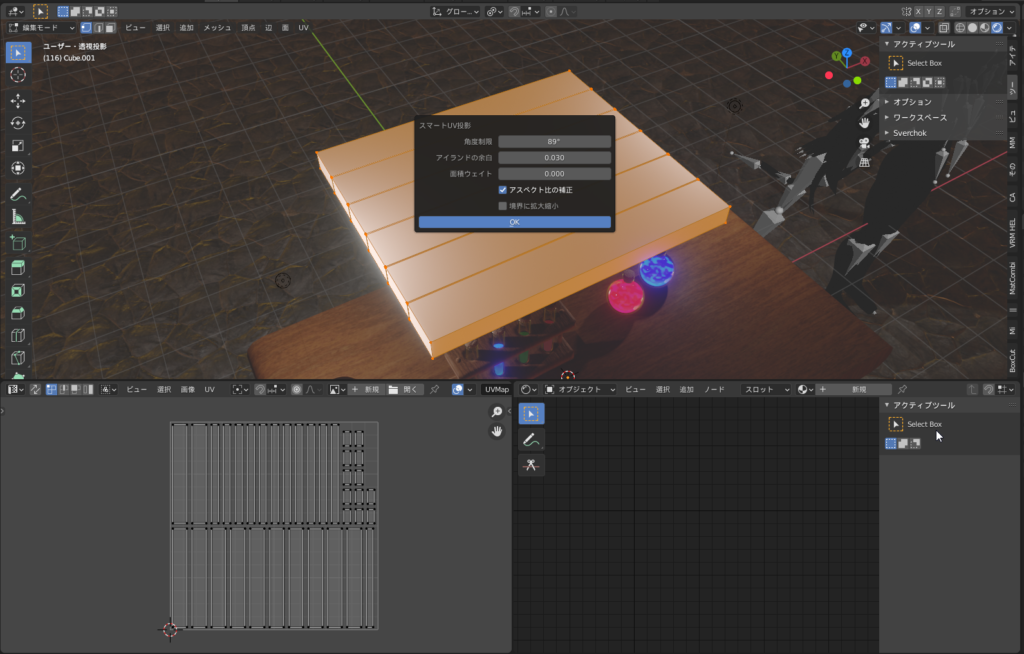 グロー...
X Y Z
オプション
編集モード
ビュー 選択 追加 メッシュ 頂点 辺 面 UV
ユーザー・透視投影
(116) Cube.001
Y
Z
X
アクティブツール
Select Box
オプション
ワークスペース
Sverchok
アイテ
ツー
ビュ
MM
その
CA
VRM HEL
MatCombi
Mi
BoxCut
スマートUV投影
角度制限 89°
アイランドの余白 0.030
面積ウェイト 0.000
アスペクト比の補正
境界に拡大縮小
OK
ビュー 選択 画像 UV
新規
開く
UVMap
オブジェクト
ビュー 選択 追加 ノード
スロット
新規
アクティブツール
Select Box